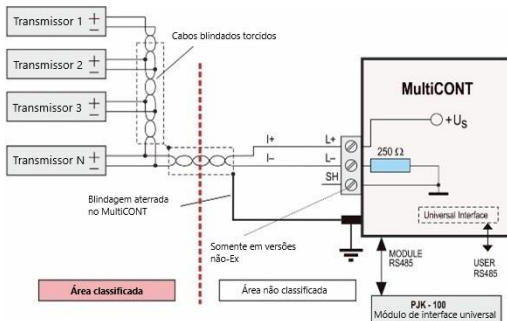 Transmissor 1 + –
Cabos blindados torcidos
Transmissor 2 + –
Transmissor 3 + –
Transmissor N + –
MultiCONT
+Us
I+
L+
250 Ω
I–
L–
SH
Blindagem aterrada
no MultiCONT
Universal Interface
Somente em versões
não-Ex
MODULE
RS485
USER
RS485
Área classificada
Área não classificada
PJK - 100
Módulo de interface universal